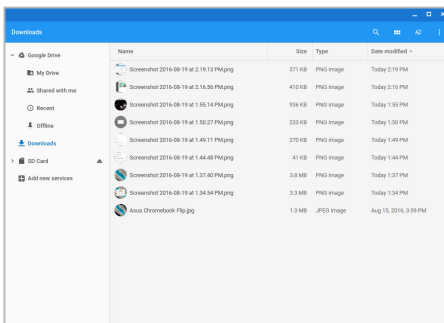 Downloads
Google Drive
My Drive
Shared with me
Recent
Offline
Downloads
SD Card
Add new services
Name Size Type Date modified
Screenshot 2016-08-19 at 2.19.13 PM.png 371 KB PNG image Today 2:19 PM
Screenshot 2016-08-19 at 2.16.56 PM.png 410 KB PNG image Today 2:16 PM
Screenshot 2016-08-19 at 1.55.14 PM.png 936 KB PNG image Today 1:55 PM
Screenshot 2016-08-19 at 1.50.27 PM.png 233 KB PNG image Today 1:50 PM
Screenshot 2016-08-19 at 1.49.11 PM.png 270 KB PNG image Today 1:49 PM
Screenshot 2016-08-19 at 1.44.48 PM.png 41 KB PNG image Today 1:44 PM
Screenshot 2016-08-19 at 1.37.40 PM.png 3.8 MB PNG image Today 1:37 PM
Screenshot 2016-08-19 at 1.34.54 PM.png 3.3 MB PNG image Today 1:34 PM
Asus Chromebook Flip.jpg 1.3 MB JPEG image Aug 15, 2016, 3:59 PM